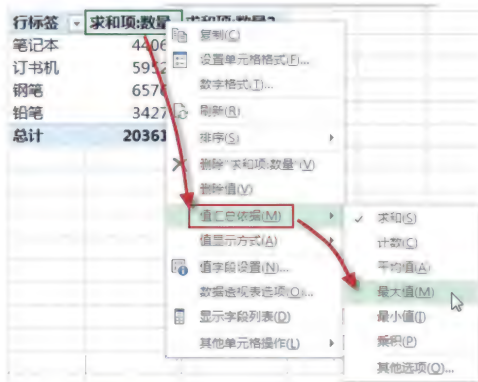 行标签 求和项:数量 求和项:数量2
笔记本 4406
订书机 5952
钢笔 6576
铅笔 3427
总计 20361
复制(C)
设置单元格格式(F)...
数字格式(T)...
刷新(R)
排序(S)
删除"求和项:数量"(V)
删除值(V)
值汇总依据(M)
值显示方式(A)
值字段设置(N)...
数据透视表选项(O)...
显示字段列表(D)
其他单元格操作(L)
求和(S)
计数(C)
平均值(A)
最大值(M)
最小值(I)
乘积(P)
其他选项(O)...